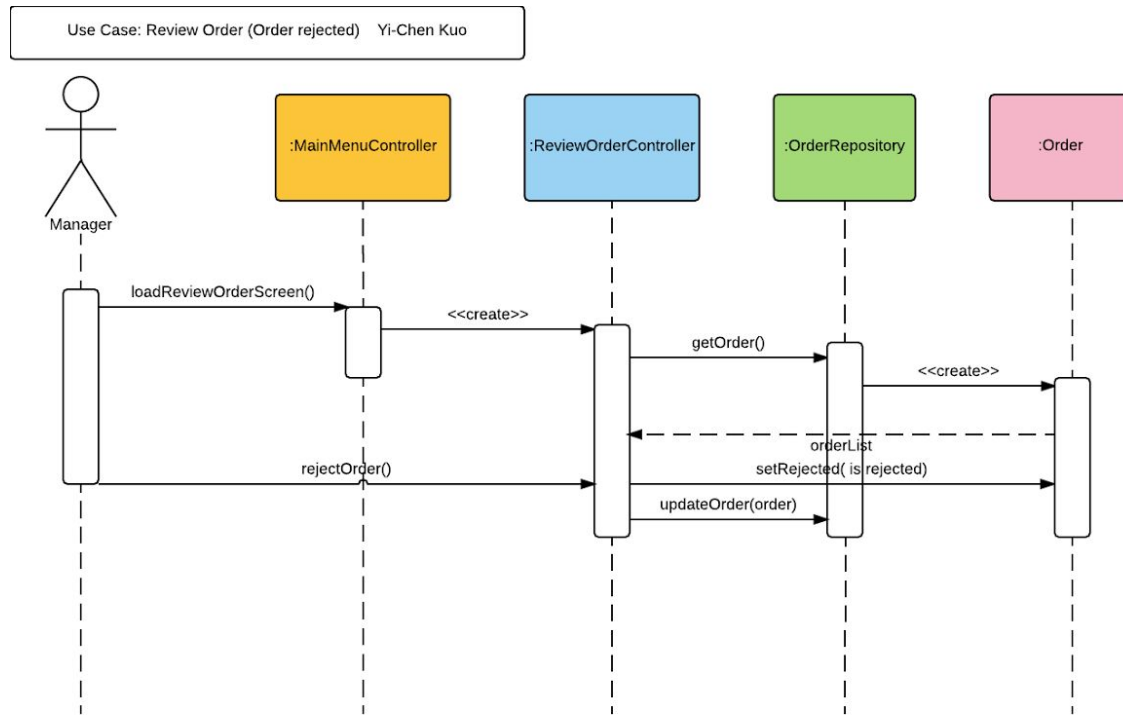 Use Case: Review Order (Order rejected) Yi-Chen Kuo
:MainMenuController
:ReviewOrderController
:OrderRepository
:Order
Manager
loadReviewOrderScreen()
<<create>>
getOrder()
<<create>>
orderList
rejectOrder()
setRejected( is rejected)
updateOrder(order)